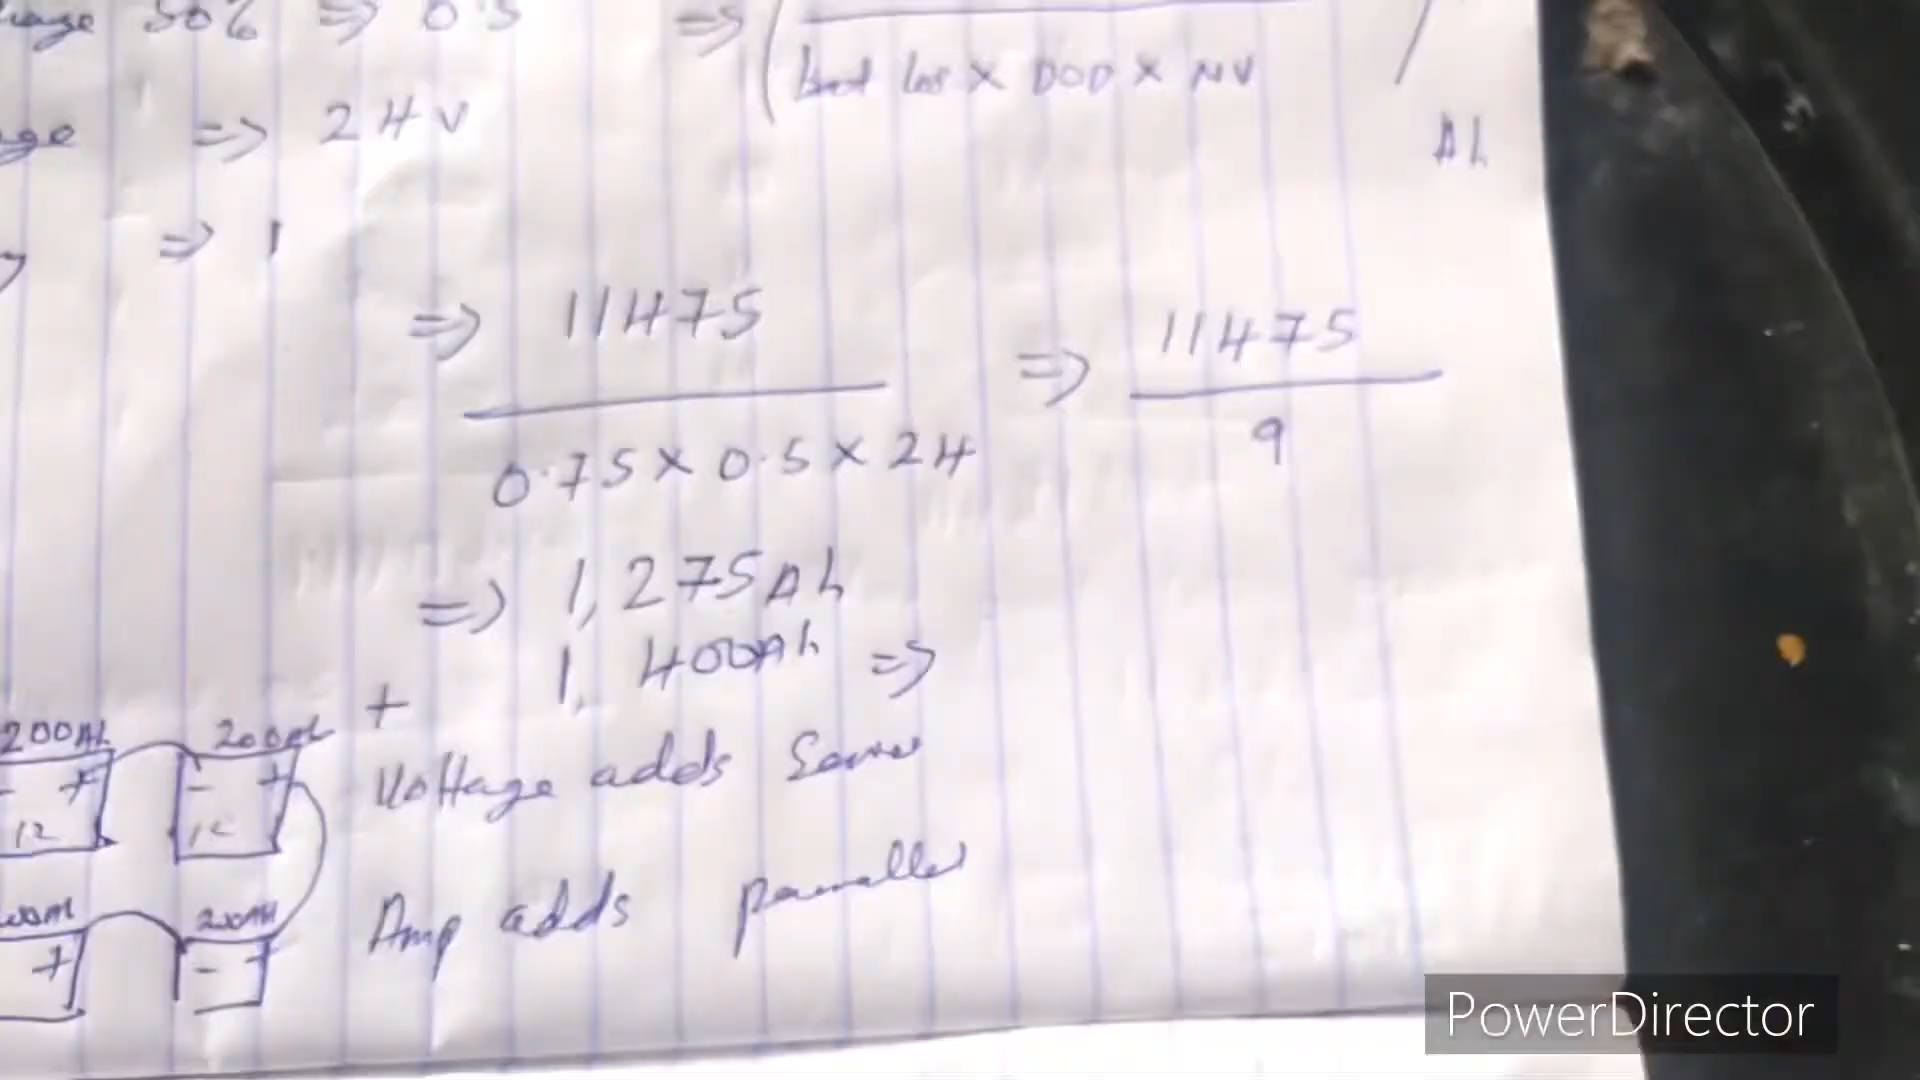 50% => 0.5 =>
batt loss X DOD X NV
=> 24V
Ah
=> 1
=> 11475 => 11475
0.75 X 0.5 X 24 9
=> 1,275Ah
1,400Ah =>
+
200Ah 200Ah
- + - +
12 12
Voltage adds Series
200AH
+ -
Amp adds parallel
PowerDirector